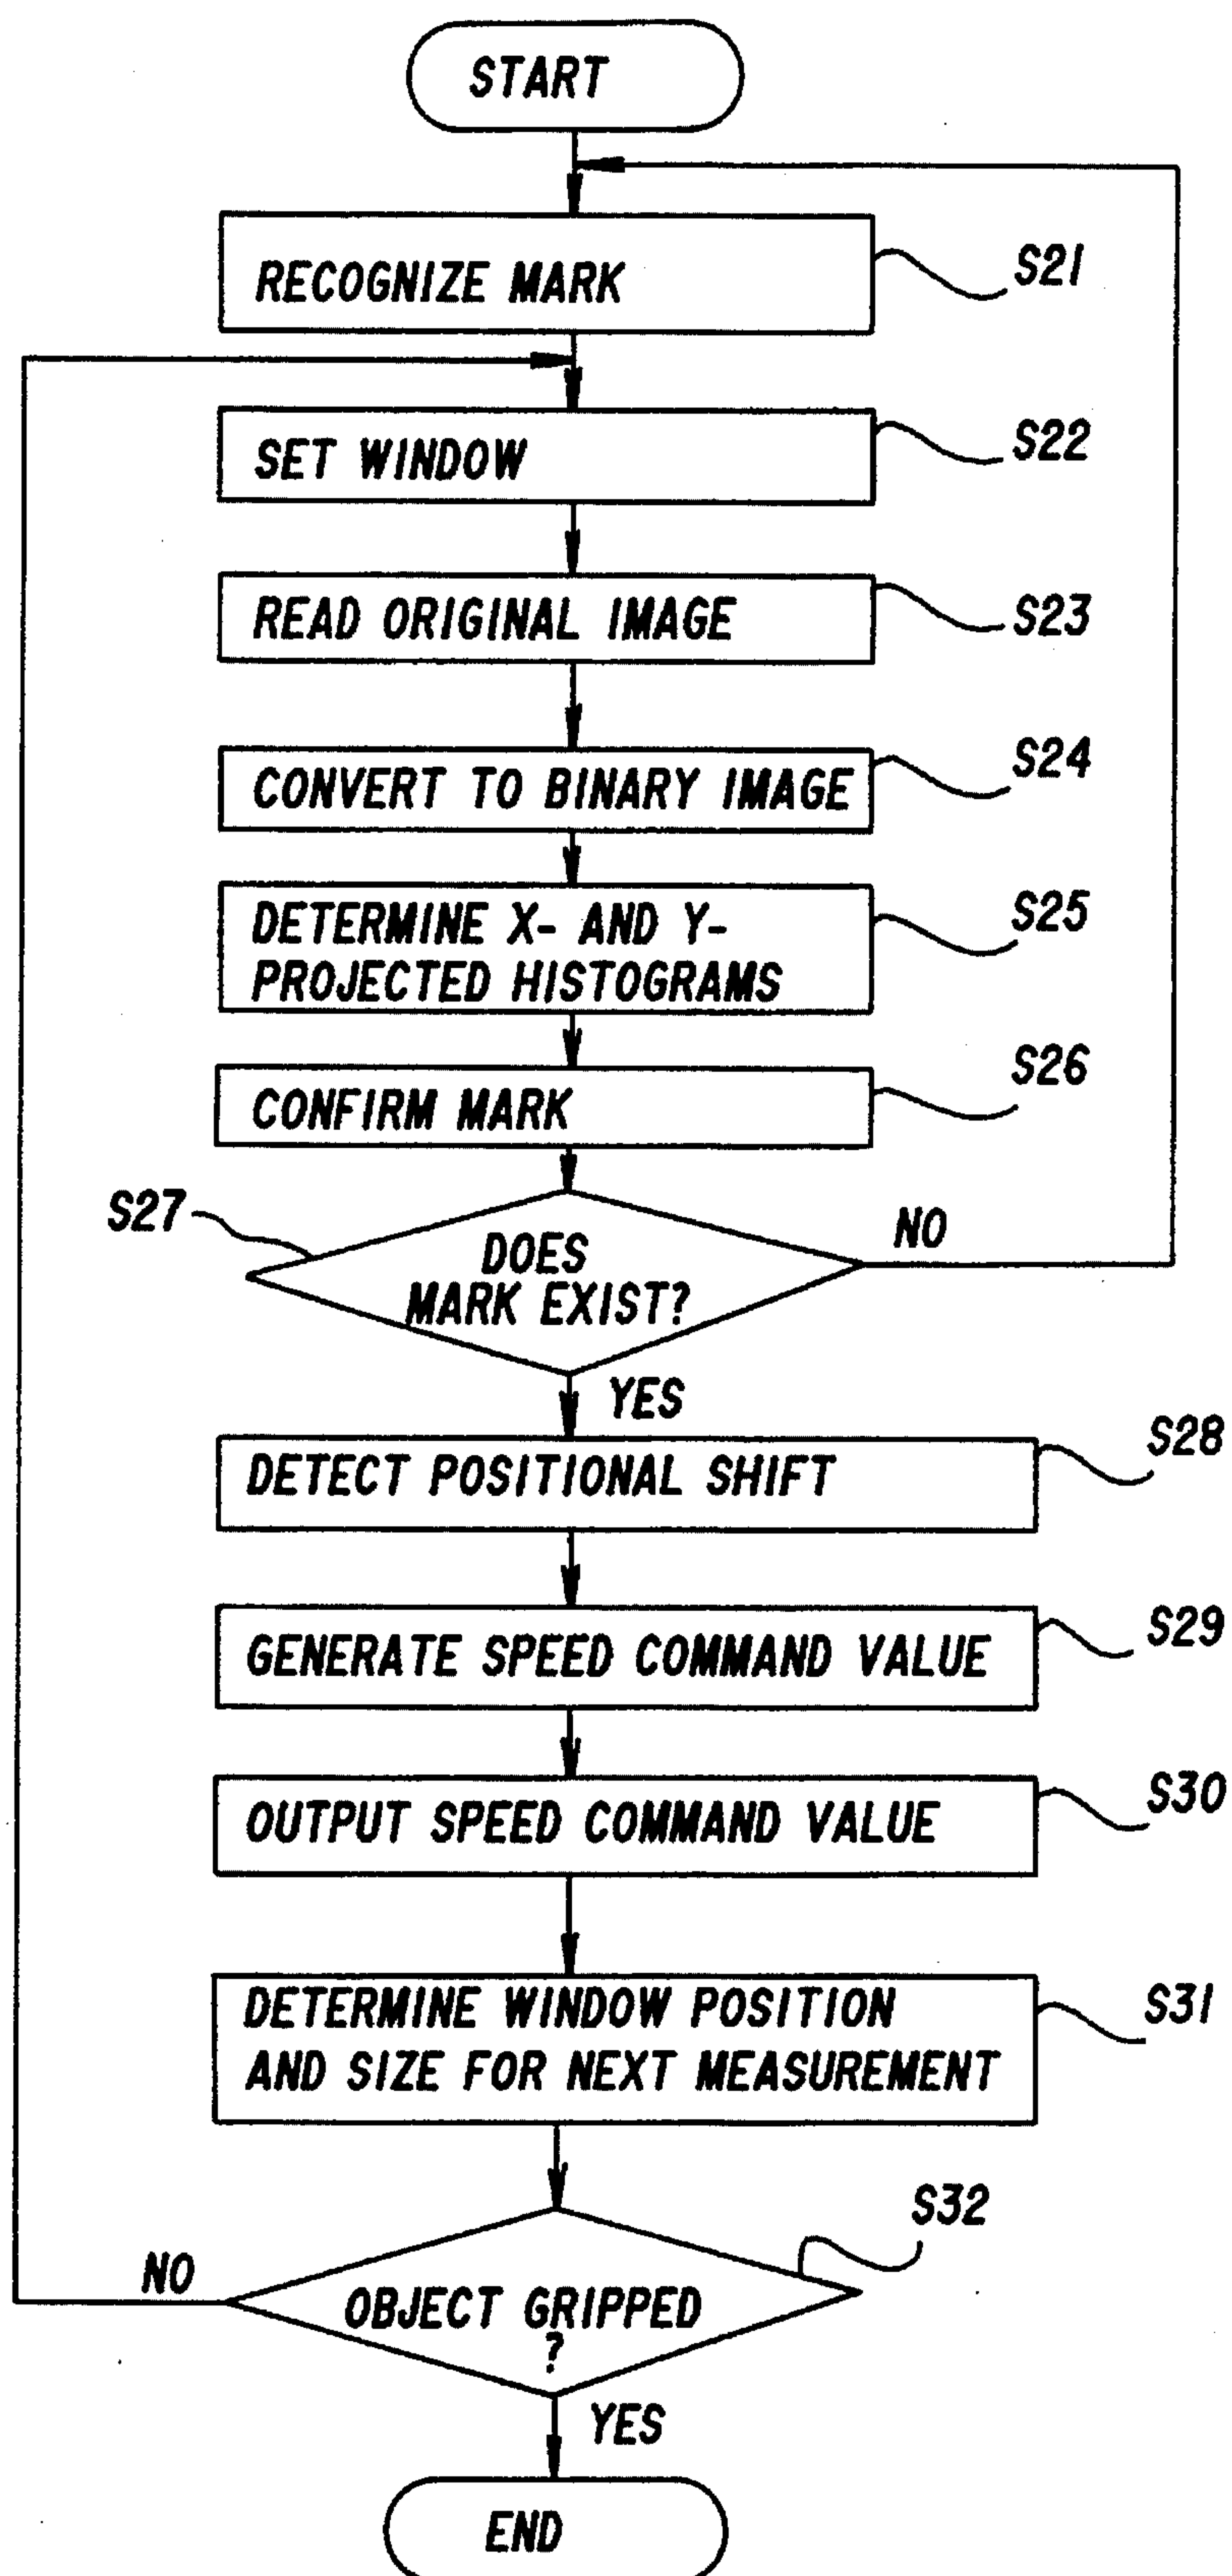 START
RECOGNIZE MARK
S21
SET WINDOW
S22
READ ORIGINAL IMAGE
S23
CONVERT TO BINARY IMAGE
S24
DETERMINE X- AND Y-
PROJECTED HISTOGRAMS
S25
CONFIRM MARK
S26
S27
DOES
MARK EXIST?
NO
YES
DETECT POSITIONAL SHIFT
S28
GENERATE SPEED COMMAND VALUE
S29
OUTPUT SPEED COMMAND VALUE
S30
DETERMINE WINDOW POSITION
AND SIZE FOR NEXT MEASUREMENT
S31
S32
NO
OBJECT GRIPPED
?
YES
END